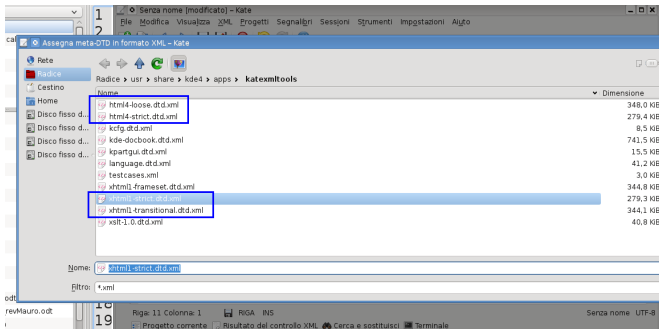 Senza nome [modificato] – Kate
1
File Modifica Visualizza XML Progetti Segnalibri Sessioni Strumenti Impostazioni Aiuto
2
Assegna meta-DTD in formato XML – Kate
Rete
Radice
Cestino
Home
Disco fisso d...
Disco fisso d...
Disco fisso d...
Disco fisso d...
Radice > usr > share > kde4 > apps > katexmltools
Nome Dimensione
html4-loose.dtd.xml 348,0 KiB
html4-strict.dtd.xml 279,4 KiB
kcfg.dtd.xml 8,5 KiB
kde-docbook.dtd.xml 741,5 KiB
kpartgui.dtd.xml 15,5 KiB
language.dtd.xml 41,2 KiB
testcases.xml 3,0 KiB
xhtml1-frameset.dtd.xml 344,8 KiB
xhtml1-strict.dtd.xml 279,3 KiB
xhtml1-transitional.dtd.xml 344,1 KiB
xslt-1.0.dtd.xml 40,8 KiB
Nome: xhtml1-strict.dtd.xml
Filtro: *.xml
odt
revMauro.odt
18
19
Riga: 11 Colonna: 1 RIGA INS Senza nome UTF-8
Progetto corrente Risultato del controllo XML Cerca e sostituisci Terminale